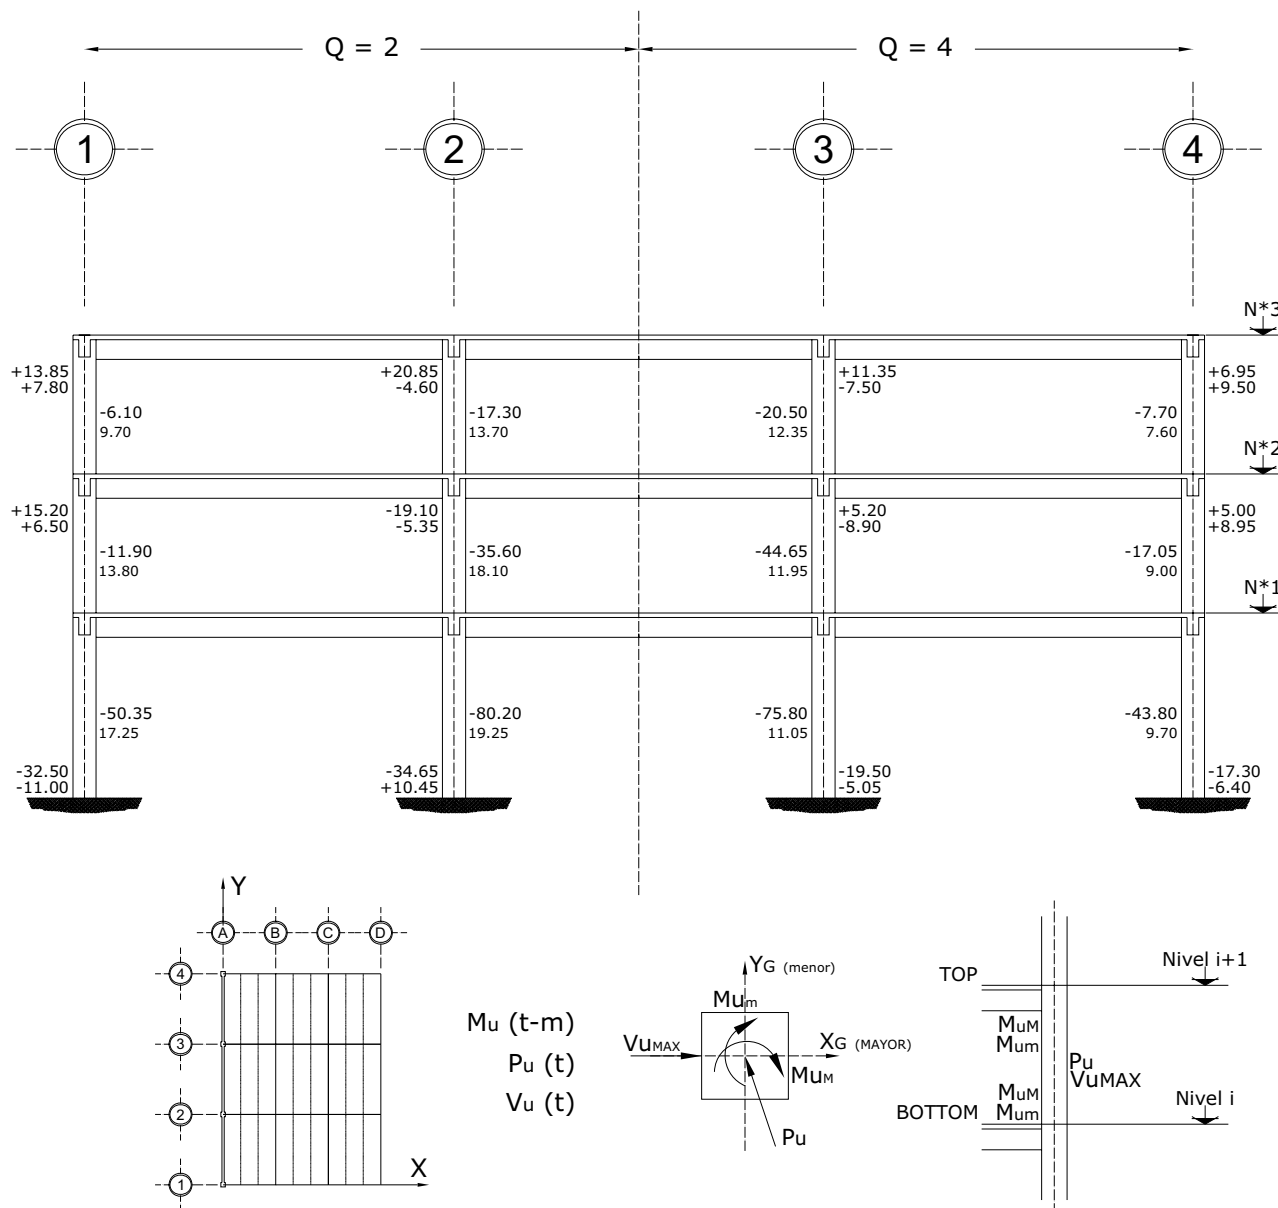 Q = 2
Q = 4
1
2
3
4
N*3
+13.85
+7.80
-6.10
9.70
+20.85
-4.60
-17.30
13.70
-20.50
12.35
+11.35
-7.50
-7.70
7.60
+6.95
+9.50
N*2
+15.20
+6.50
-11.90
13.80
-19.10
-5.35
-35.60
18.10
-44.65
11.95
+5.20
-8.90
-17.05
9.00
+5.00
+8.95
N*1
-50.35
17.25
-80.20
19.25
-75.80
11.05
-43.80
9.70
-32.50
-11.00
-34.65
+10.45
-19.50
-5.05
-17.30
-6.40
Y
A
B
C
D
4
3
2
1
X
Mu (t-m)
Pu (t)
Vu (t)
YG (menor)
Mum
VuMAX
XG (MAYOR)
MuM
Pu
TOP
Nivel i+1
MuM
Mum
Pu
VuMAX
MuM
Mum
BOTTOM
Nivel i